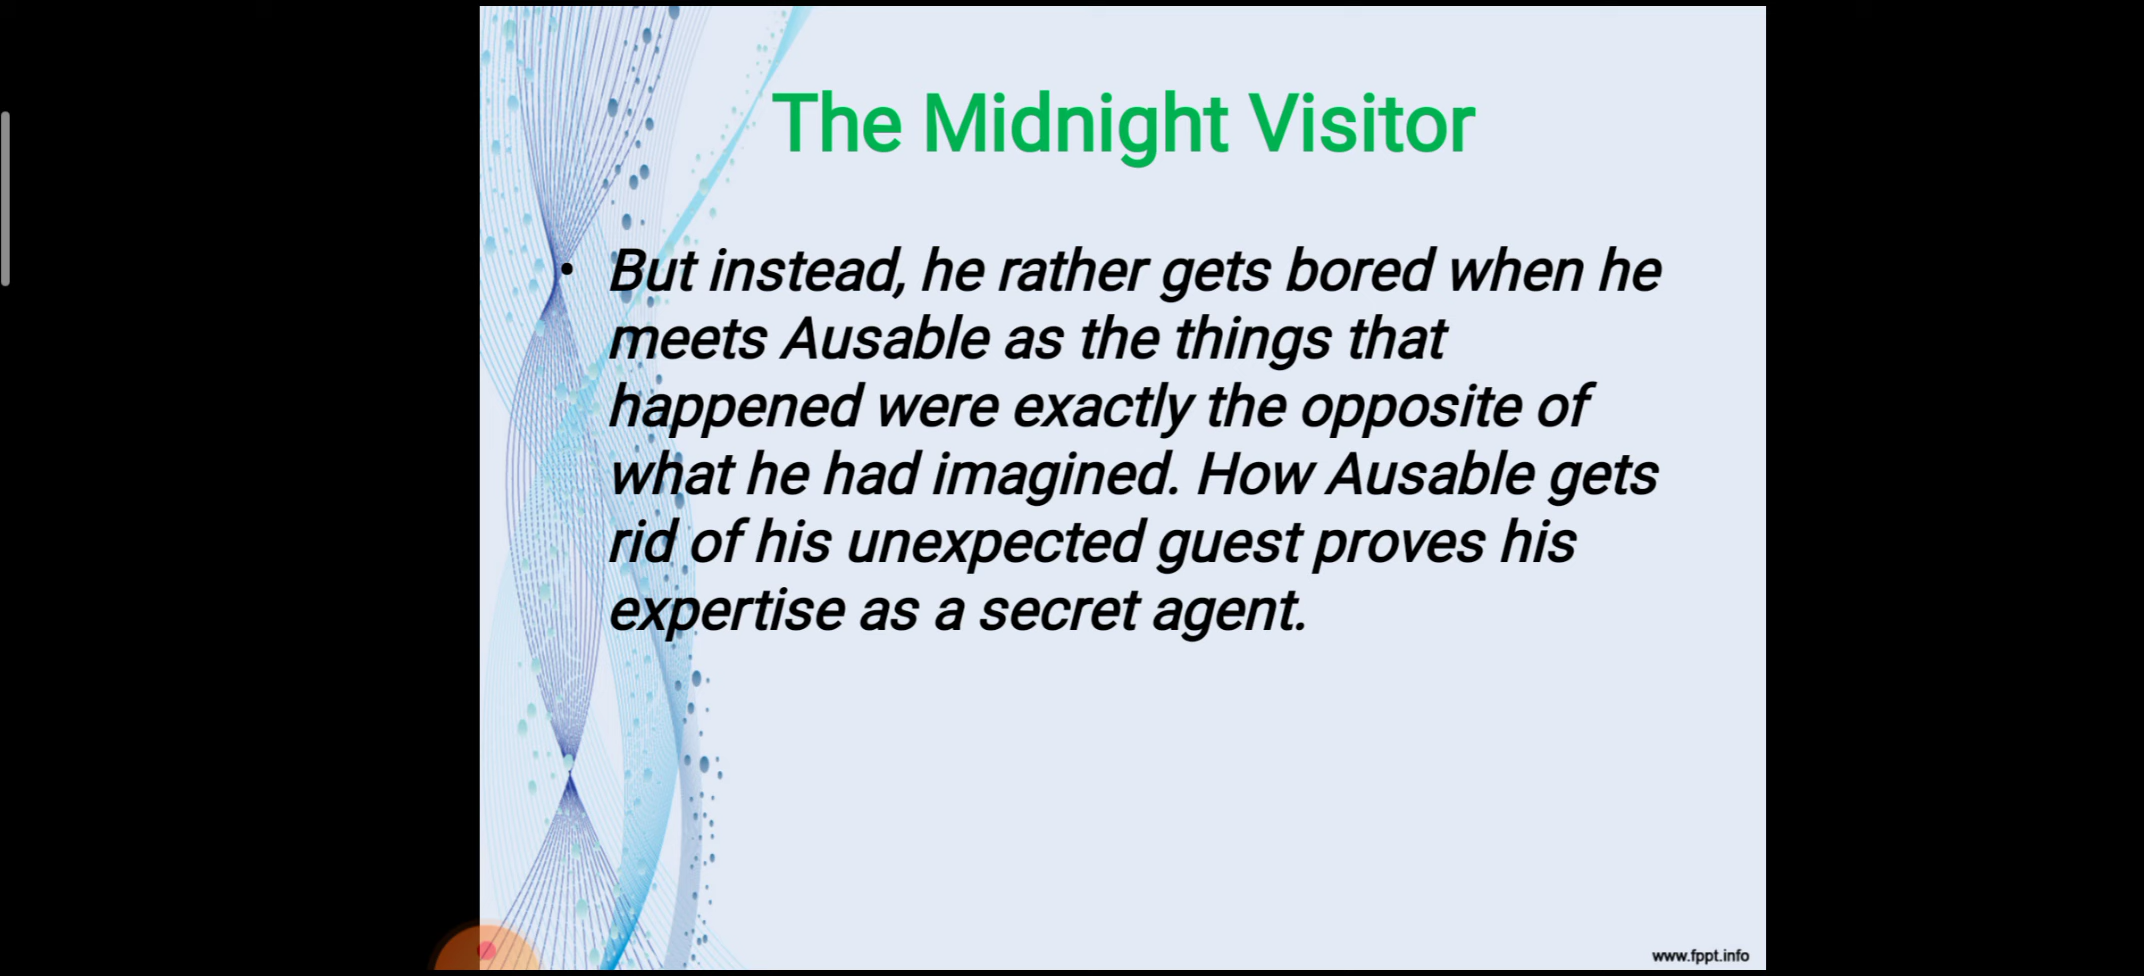 The Midnight Visitor
• But instead, he rather gets bored when he
meets Ausable as the things that
happened were exactly the opposite of
what he had imagined. How Ausable gets
rid of his unexpected guest proves his
expertise as a secret agent.
www.fppt.info